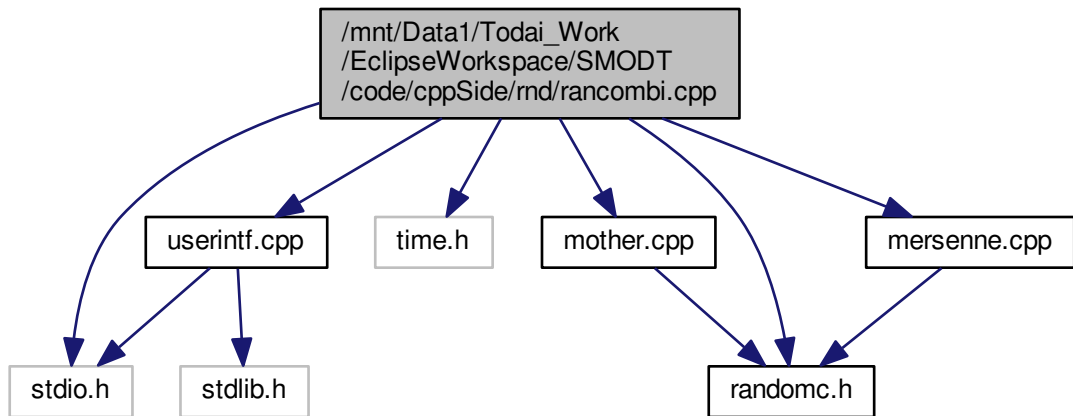 /mnt/Data1/Todai_Work
/EclipseWorkspace/SMODT
/code/cppSide/rnd/rancombi.cpp
userintf.cpp
time.h
mother.cpp
mersenne.cpp
stdio.h
stdlib.h
randomc.h